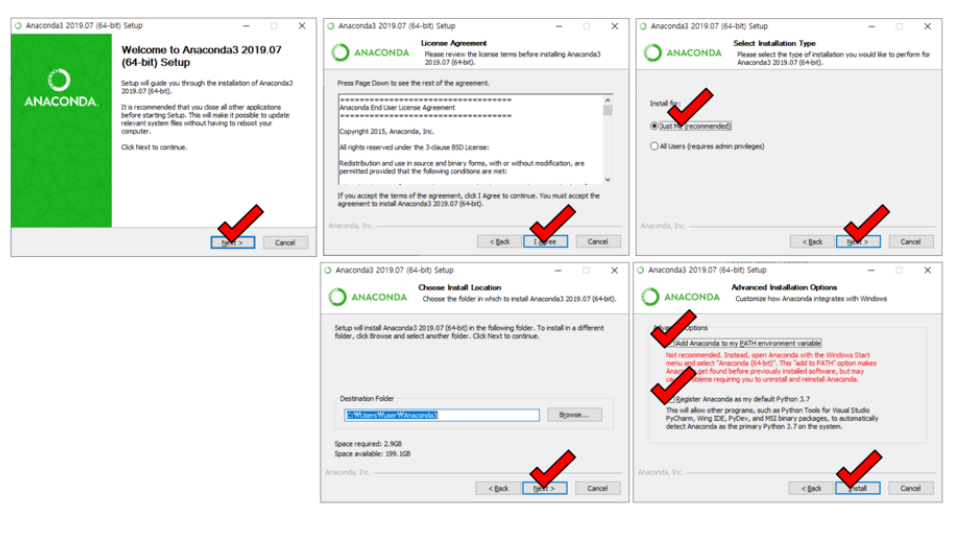 Anaconda3 2019.07 (64-bit) Setup
ANACONDA.
Welcome to Anaconda3 2019.07
(64-bit) Setup
Setup will guide you through the installation of Anaconda3
2019.07 (64-bit).
It is recommended that you close all other applications
before starting Setup. This will make it possible to update
relevant system files without having to reboot your
computer.
Click Next to continue.
Next >
Cancel
Anaconda3 2019.07 (64-bit) Setup
ANACONDA
License Agreement
Please review the license terms before installing Anaconda3
2019.07 (64-bit).
Press Page Down to see the rest of the agreement.
===================================
Anaconda End User License Agreement
===================================
Copyright 2015, Anaconda, Inc.
All rights reserved under the 3-clause BSD License:
Redistribution and use in source and binary forms, with or without modification, are
permitted provided that the following conditions are met:
If you accept the terms of the agreement, click I Agree to continue. You must accept the
agreement to install Anaconda3 2019.07 (64-bit).
Anaconda, Inc.
< Back
I Agree
Cancel
Anaconda3 2019.07 (64-bit) Setup
ANACONDA
Select Installation Type
Please select the type of installation you would like to perform for
Anaconda3 2019.07 (64-bit).
Install for:
Just Me (recommended)
All Users (requires admin privileges)
Anaconda, Inc.
< Back
Next >
Cancel
Anaconda3 2019.07 (64-bit) Setup
ANACONDA
Choose Install Location
Choose the folder in which to install Anaconda3 2019.07 (64-bit).
Setup will install Anaconda3 2019.07 (64-bit) in the following folder. To install in a different
folder, click Browse and select another folder. Click Next to continue.
Destination Folder
C:₩Users₩user₩Anaconda3
Browse...
Space required: 2.9GB
Space available: 199.1GB
Anaconda, Inc.
< Back
Next >
Cancel
Anaconda3 2019.07 (64-bit) Setup
ANACONDA
Advanced Installation Options
Customize how Anaconda integrates with Windows
Advanced Options
Add Anaconda to my PATH environment variable
Not recommended. Instead, open Anaconda with the Windows Start
menu and select "Anaconda (64-bit)". This "add to PATH" option makes
Anaconda get found before previously installed software, but may
cause problems requiring you to uninstall and reinstall Anaconda.
Register Anaconda as my default Python 3.7
This will allow other programs, such as Python Tools for Visual Studio
PyCharm, Wing IDE, PyDev, and MSI binary packages, to automatically
detect Anaconda as the primary Python 3.7 on the system.
Anaconda, Inc.
< Back
Install
Cancel